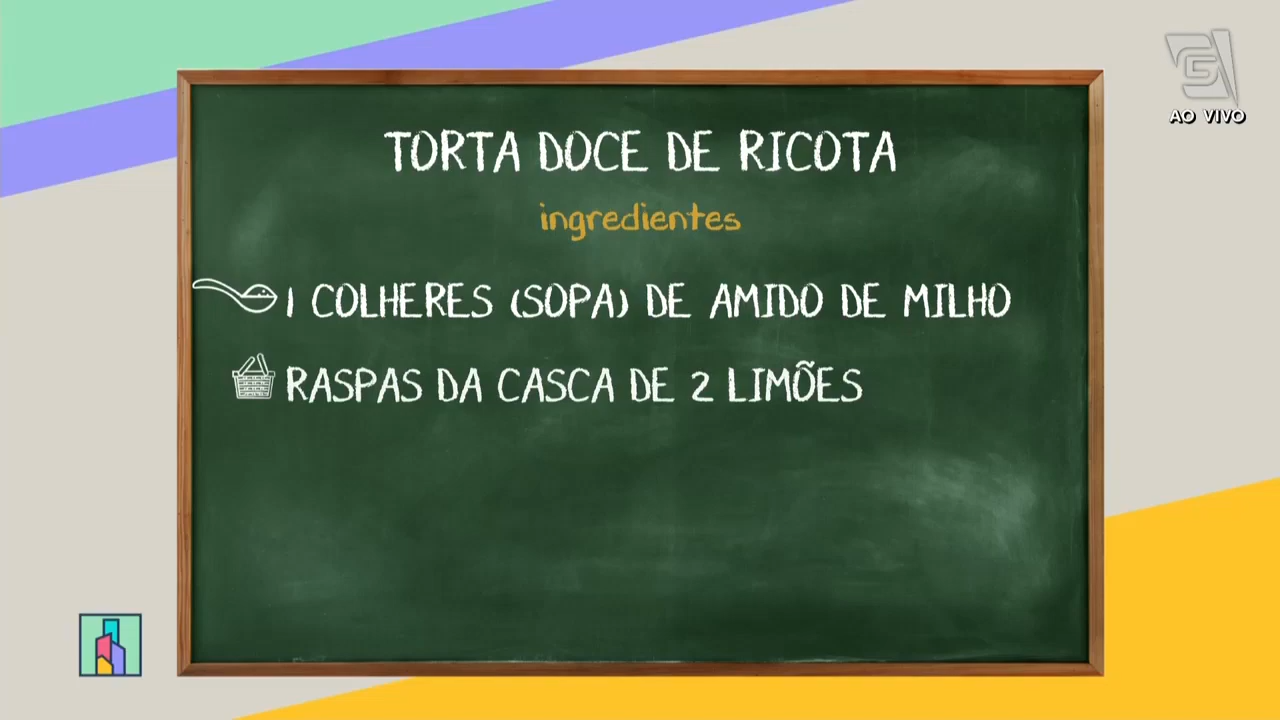 TORTA DOCE DE RICOTA
ingredientes
1 COLHERES (SOPA) DE AMIDO DE MILHO
RASPAS DA CASCA DE 2 LIMÕES
G
AO VIVO